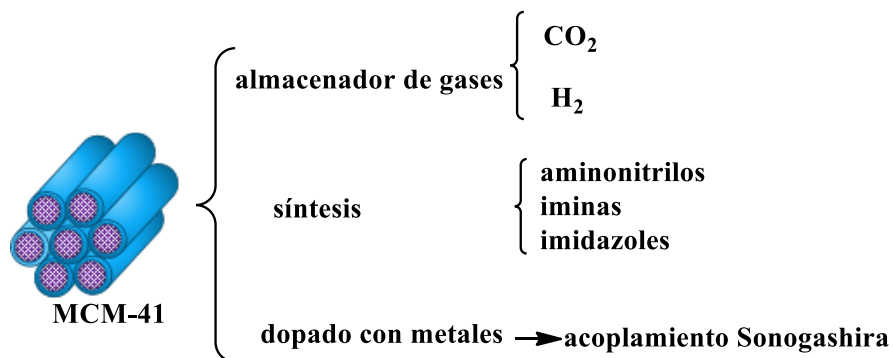 almacenador de gases
CO₂
H₂
síntesis
aminonitrilos
iminas
imidazoles
MCM-41
dopado con metales
acoplamiento Sonogashira